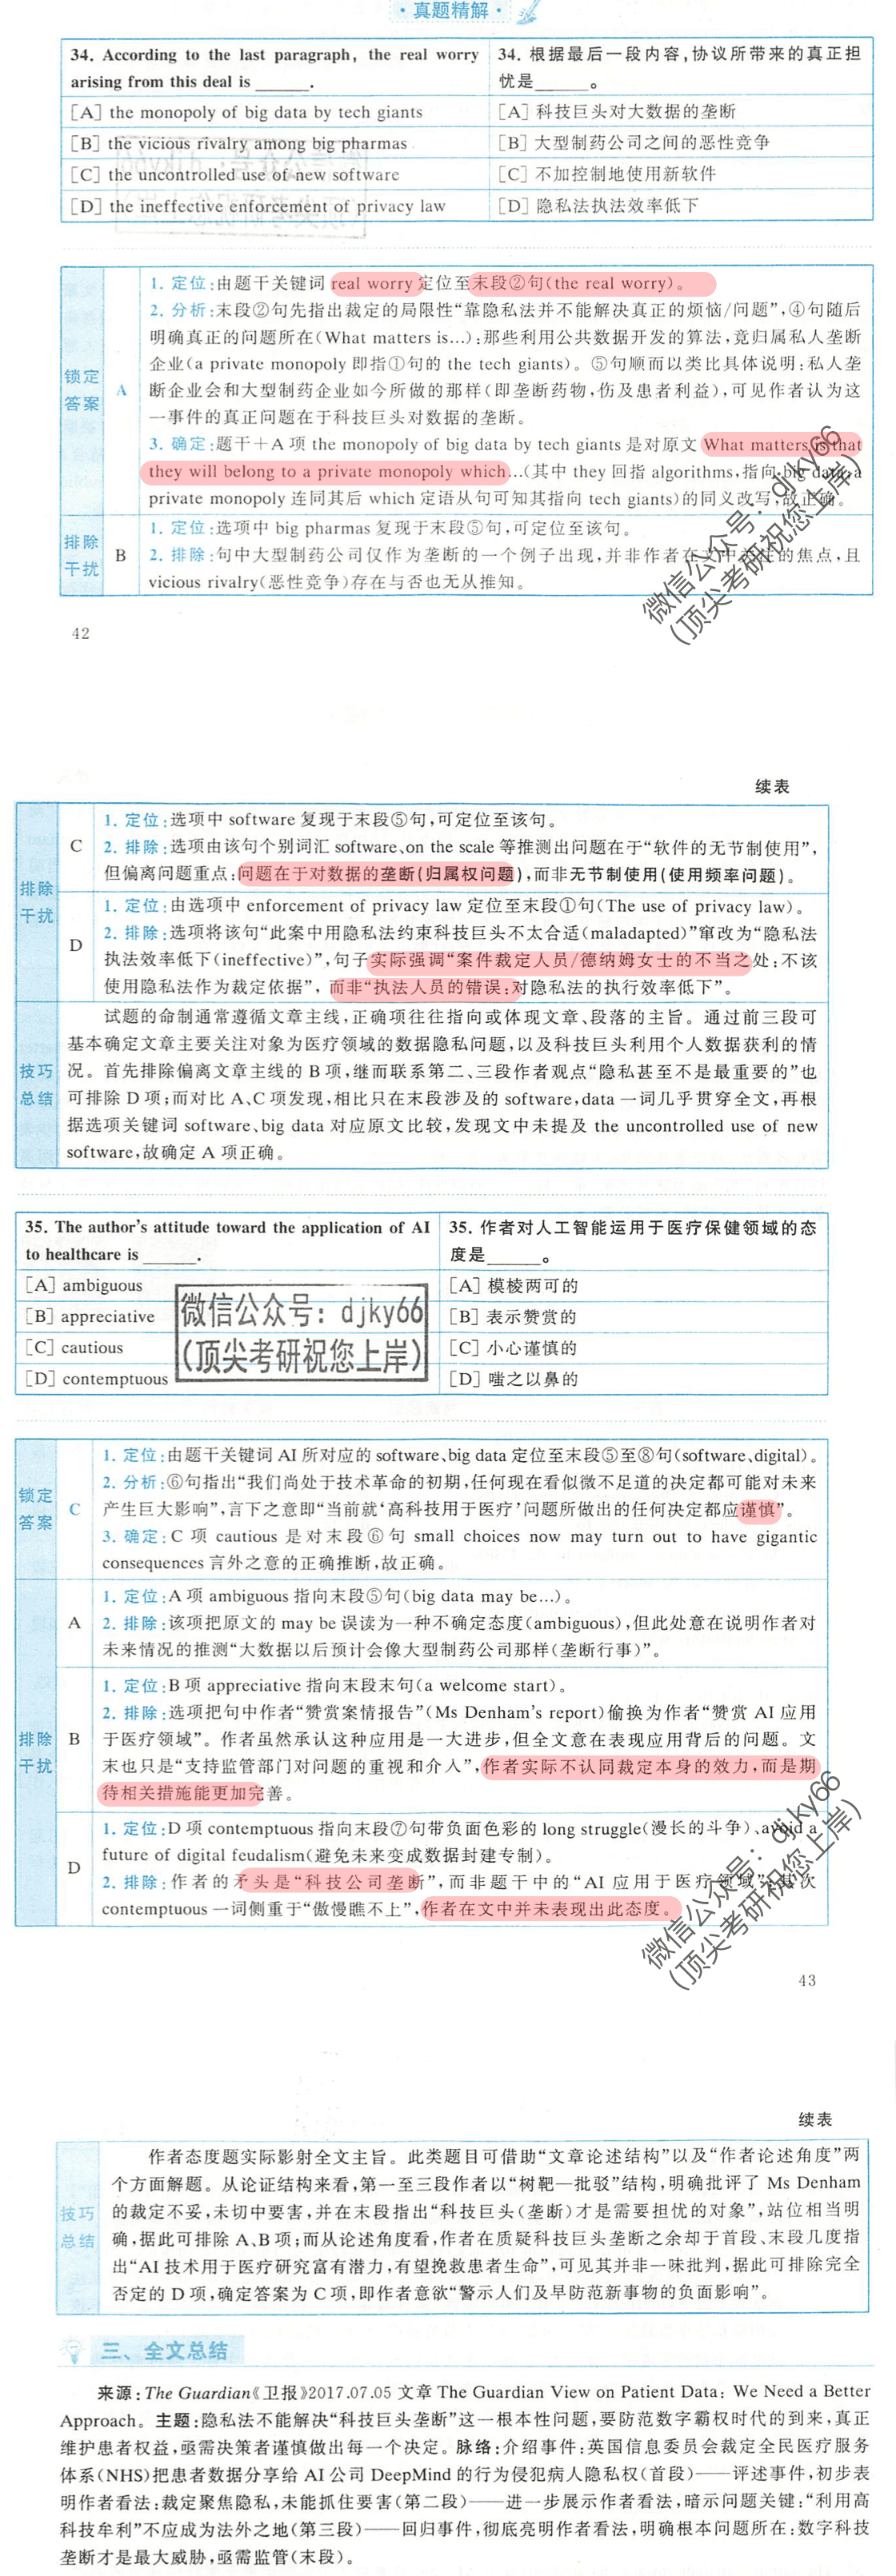 ·真题精解·
34. According to the last paragraph, the real worry
arising from this deal is ______.
[A] the monopoly of big data by tech giants
[B] the vicious rivalry among big pharmas
[C] the uncontrolled use of new software
[D] the ineffective enforcement of privacy law
34. 根据最后一段内容,协议所带来的真正担
忧是______。
[A] 科技巨头对大数据的垄断
[B] 大型制药公司之间的恶性竞争
[C] 不加控制地使用新软件
[D] 隐私法执法效率低下
锁定
答案
A
1. 定位:由题干关键词 real worry 定位至末段②句(the real worry)。
2. 分析:末段②句先指出裁定的局限性“靠隐私法并不能解决真正的烦恼/问题”,④句随后
明确真正的问题所在(What matters is…):那些利用公共数据开发的算法,竟归属私人垄断
企业(a private monopoly 即指①句的 the tech giants)。⑤句顺而以类比具体说明:私人垄
断企业会和大型制药企业如今所做的那样(即垄断药物,伤及患者利益),可见作者认为这
一事件的真正问题在于科技巨头对数据的垄断。
3. 确定:题干+A 项 the monopoly of big data by tech giants 是对原文 What matters is that
they will belong to a private monopoly which…(其中 they 回指 algorithms,指向 big data,a
private monopoly 连同其后 which 定语从句可知其指向 tech giants)的同义改写,故正确。
排除
干扰
B
1. 定位:选项中 big pharmas 复现于末段⑤句,可定位至该句。
2. 排除:句中大型制药公司仅作为垄断的一个例子出现,并非作者在文中关注的焦点,且
vicious rivalry(恶性竞争)存在与否也无从推知。
微信公众号：djky66
(顶尖考研祝您上岸)
42
续表
排除
干扰
C
1. 定位:选项中 software 复现于末段⑤句,可定位至该句。
2. 排除:选项由该句个别词汇 software、on the scale 等推测出问题在于“软件的无节制使用”,
但偏离问题重点:问题在于对数据的垄断(归属权问题),而非无节制使用(使用频率问题)。
D
1. 定位:由选项中 enforcement of privacy law 定位至末段①句(The use of privacy law)。
2. 排除:选项将该句“此案中用隐私法约束科技巨头不太合适(maladapted)”窜改为“隐私法
执法效率低下(ineffective)”,句子实际强调“案件裁定人员/德纳姆女士的不当之处:不该
使用隐私法作为裁定依据”,而非“执法人员的错误:对隐私法的执行效率低下”。
技巧
总结
试题的命制通常遵循文章主线,正确项往往指向或体现文章、段落的主旨。通过前三段可
基本确定文章主要关注对象为医疗领域的数据隐私问题,以及科技巨头利用个人数据获利的情
况。首先排除偏离文章主线的 B 项,继而联系第二、三段作者观点“隐私甚至不是最重要的”也
可排除 D 项;而对比 A、C 项发现,相比只在末段涉及的 software,data 一词几乎贯穿全文,再根
据选项关键词 software、big data 对应原文比较,发现文中未提及 the uncontrolled use of new
software,故确定 A 项正确。
35. The author's attitude toward the application of AI
to healthcare is ______.
[A] ambiguous
[B] appreciative
[C] cautious
[D] contemptuous
35. 作者对人工智能运用于医疗保健领域的态
度是______。
[A] 模棱两可的
[B] 表示赞赏的
[C] 小心谨慎的
[D] 嗤之以鼻的
微信公众号：djky66
(顶尖考研祝您上岸)
锁定
答案
C
1. 定位:由题干关键词 AI 所对应的 software、big data 定位至末段⑤至⑧句(software、digital)。
2. 分析:⑥句指出“我们尚处于技术革命的初期,任何现在看似微不足道的决定都可能对未来
产生巨大影响”,言下之意即“当前就‘高科技用于医疗’问题所做出的任何决定都应谨慎”。
3. 确定:C 项 cautious 是对末段⑥句 small choices now may turn out to have gigantic
consequences 言外之意的正确推断,故正确。
排除
干扰
A
1. 定位:A 项 ambiguous 指向末段⑤句(big data may be…)。
2. 排除:该项把原文的 may be 误读为一种不确定态度(ambiguous),但此处意在说明作者对
未来情况的推测“大数据以后预计会像大型制药公司那样(垄断行事)”。
B
1. 定位:B 项 appreciative 指向末段末句(a welcome start)。
2. 排除:选项把句中作者“赞赏案情报告”(Ms Denham's report)偷换为作者“赞赏 AI 应用
于医疗领域”。作者虽然承认这种应用是一大进步,但全文意在表现应用背后的问题。文
末也只是“支持监管部门对问题的重视和介入”,作者实际不认同裁定本身的效力,而是期
待相关措施能更加完善。
D
1. 定位:D 项 contemptuous 指向末段⑦句带负面色彩的 long struggle(漫长的斗争)、avoid a
future of digital feudalism(避免未来变成数据封建专制)。
2. 排除:作者的矛头是“科技公司垄断”,而非题干中的“AI 应用于医疗领域”;其次
contemptuous 一词侧重于“傲慢瞧不上”,作者在文中并未表现出此态度。
微信公众号：djky66
(顶尖考研祝您上岸)
43
续表
技巧
总结
作者态度题实际影射全文主旨。此类题目可借助“文章论述结构”以及“作者论述角度”两
个方面解题。从论证结构来看,第一至三段作者以“树靶—批驳”结构,明确批评了 Ms Denham
的裁定不妥,未切中要害,并在末段指出“科技巨头(垄断)才是需要担忧的对象”,站位相当明
确,据此可排除 A、B 项;而从论述角度看,作者在质疑科技巨头垄断之余却于首段、末段几度指
出“AI 技术用于医疗研究富有潜力,有望挽救患者生命”,可见其并非一味批判,据此可排除完全
否定的 D 项,确定答案为 C 项,即作者意欲“警示人们及早防范新事物的负面影响”。
三、全文总结
来源:The Guardian《卫报》2017.07.05 文章 The Guardian View on Patient Data: We Need a Better
Approach。主题:隐私法不能解决“科技巨头垄断”这一根本性问题,要防范数字霸权时代的到来,真正
维护患者权益,亟需决策者谨慎做出每一个决定。脉络:介绍事件:英国信息委员会裁定全民医疗服务
体系(NHS)把患者数据分享给 AI 公司 DeepMind 的行为侵犯病人隐私权(首段)——评述事件,初步表
明作者看法:裁定聚焦隐私,未能抓住要害(第二段)——进一步展示作者看法,暗示问题关键:“利用高
科技牟利”不应成为法外之地(第三段)——回归事件,彻底亮明作者看法,明确根本问题所在:数字科技
垄断才是最大威胁,亟需监管(末段)。